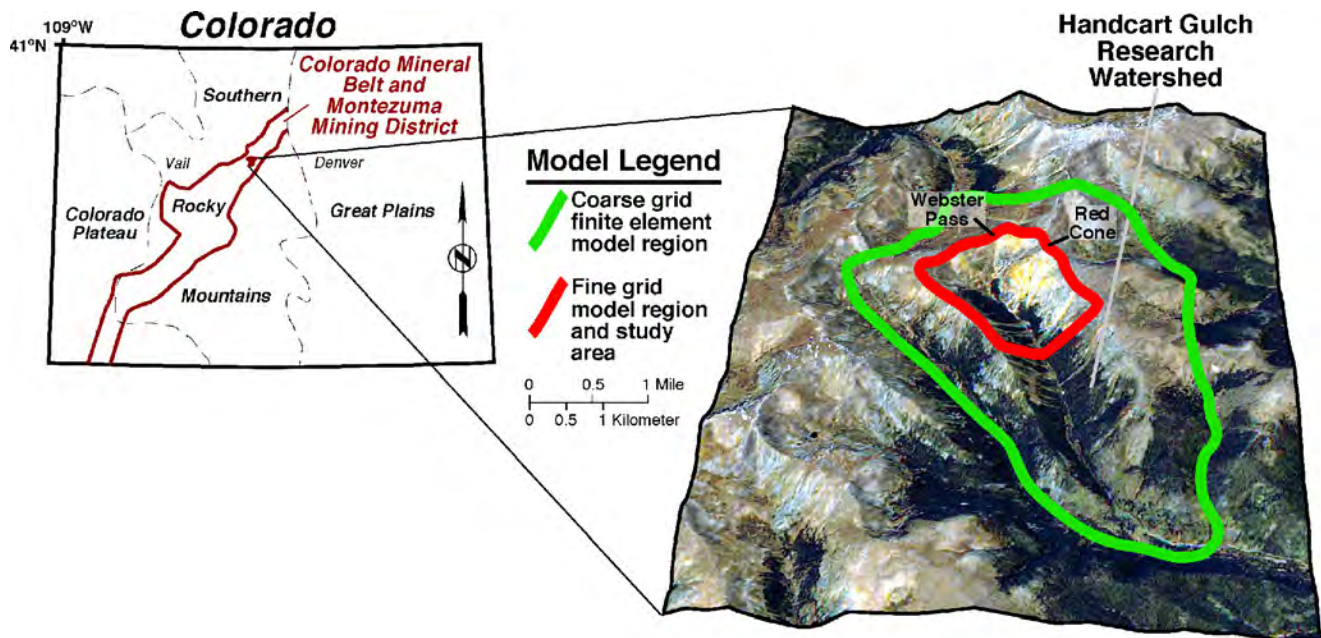 Colorado
109°W
41°N
Colorado Mineral
Belt and
Montezuma
Mining District
Southern
Vail
Denver
Rocky
Colorado
Plateau
Great Plains
Mountains
N
Model Legend
Coarse grid
finite element
model region
Fine grid
model region
and study
area
0 0.5 1 Mile
0 0.5 1 Kilometer
Handcart Gulch
Research
Watershed
Webster
Pass
Red
Cone